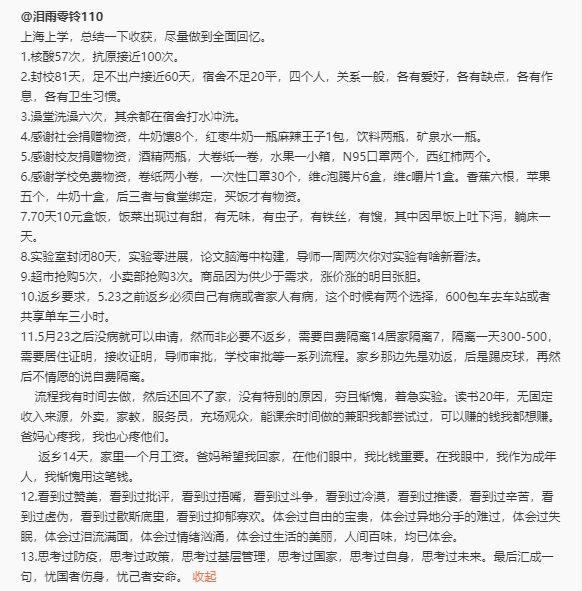 @泪雨零铃110
上海上学，总结一下收获，尽量做到全面回忆。
1.核酸57次，抗原接近100次。
2.封校81天，足不出户接近60天，宿舍不足20平，四个人，关系一般，各有爱好，各有缺点，各有作
息，各有卫生习惯。
3.澡堂洗澡六次，其余都在宿舍打水冲洗。
4.感谢社会捐赠物资，牛奶馕8个，红枣牛奶一瓶麻辣王子1包，饮料两瓶，矿泉水一瓶。
5.感谢校友捐赠物资，酒精两瓶，大卷纸一卷，水果一小箱，N95口罩两个，西红柿两个。
6.感谢学校免费物资，卷纸两小卷，一次性口罩30个，维c泡腾片6盒，维c嚼片1盒。香蕉六根，苹果
五个，牛奶十盒，后三者与食堂绑定，买饭才有物资。
7.70天10元盒饭，饭菜出现过有甜，有无味，有虫子，有铁丝，有馊，其中因早饭上吐下泻，躺床一
天。
8.实验室封闭80天，实验零进展，论文脑海中构建，导师一周两次你对实验有啥新看法。
9.超市抢购5次，小卖部抢购3次。商品因为供少于需求，涨价涨的明目张胆。
10.返乡要求，5.23之前返乡必须自己有病或者家人有病，这个时候有两个选择，600包车去车站或者
共享单车三小时。
11.5月23之后没病就可以申请，然而非必要不返乡，需要自费隔离14居家隔离7，隔离一天300-500，
需要居住证明，接收证明，导师审批，学校审批等一系列流程。家乡那边先是劝返，后是踢皮球，再然
后不情愿的说自费隔离。
流程我有时间去做，然后还回不了家，没有特别的原因，穷且惭愧，着急实验。读书20年，无固定
收入来源，外卖，家教，服务员，充场观众，能课余时间做的兼职我都尝试过，可以赚的钱我都想赚。
爸妈心疼我，我也心疼他们。
返乡14天，家里一个月工资。爸妈希望我回家，在他们眼中，我比钱重要。在我眼中，我作为成年
人，我惭愧用这笔钱。
12.看到过赞美，看到过批评，看到过捂嘴，看到过斗争，看到过冷漠，看到过推诿，看到过辛苦，看
到过虚伪，看到过歇斯底里，看到过抑郁寡欢。体会过自由的宝贵，体会过异地分手的难过，体会过失
眠，体会过泪流满面，体会过情绪汹涌，体会过生活的美丽，人间百味，均已体会。
13.思考过防疫，思考过政策，思考过基层管理，思考过国家，思考过自身，思考过未来。最后汇成一
句，忧国者伤身，忧己者安命。 收起